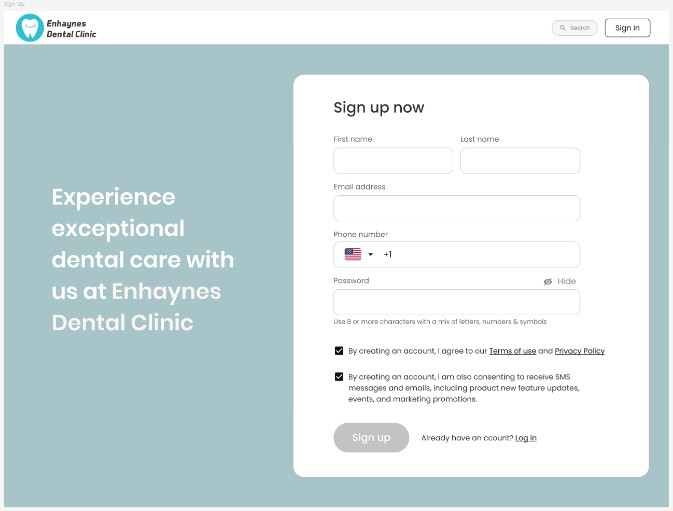 Sign Up
Enhaynes
Dental Clinic
Search
Sign in
Experience
exceptional
dental care with
us at Enhaynes
Dental Clinic
Sign up now
First name
Last name
Email address
Phone number
+1
Password
Hide
Use 8 or more characters with a mix of letters, numbers & symbols
By creating an account, I agree to our Terms of use and Privacy Policy
By creating an account, I am also consenting to receive SMS
messages and emails, including product new feature updates,
events, and marketing promotions.
Sign up
Already have an ccount? Log in